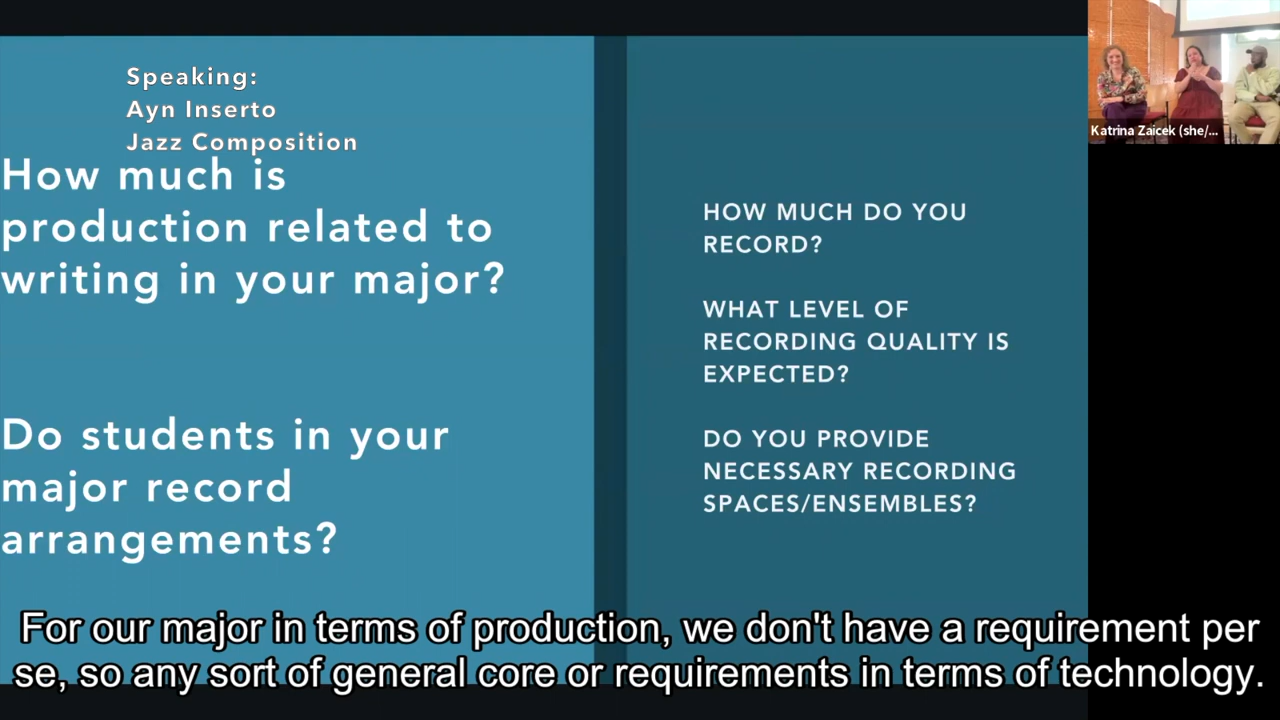 Speaking:
Ayn Inserto
Jazz Composition
How much is
production related to
writing in your major?
Do students in your
major record
arrangements?
HOW MUCH DO YOU
RECORD?
WHAT LEVEL OF
RECORDING QUALITY IS
EXPECTED?
DO YOU PROVIDE
NECESSARY RECORDING
SPACES/ENSEMBLES?
Katrina Zaicek (she/...
For our major in terms of production, we don't have a requirement per
se, so any sort of general core or requirements in terms of technology.